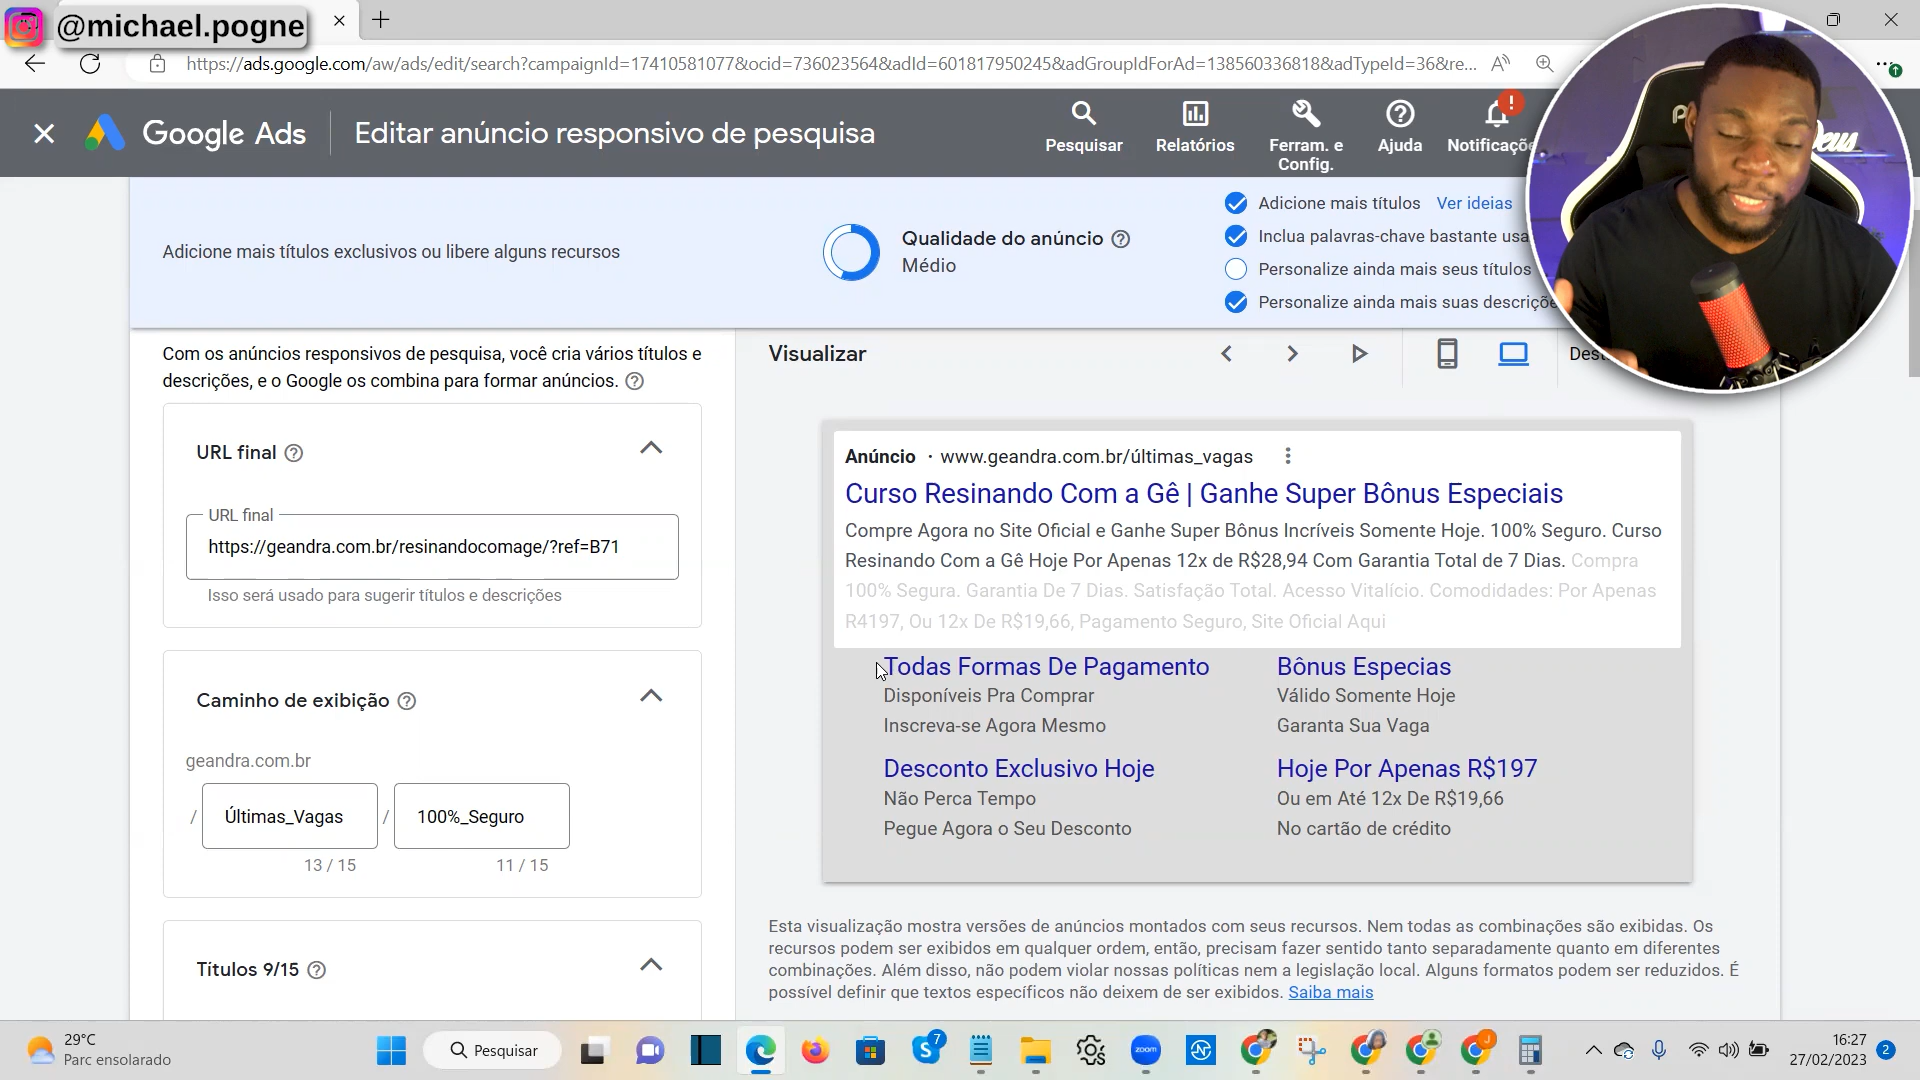 @michael.pogne
https://ads.google.com/aw/ads/edit/search?campaignId=17410581077&ocid=736023564&adId=601817950245&adGroupIdForAd=138560336818&adTypeId=36&re...
Google Ads
Editar anúncio responsivo de pesquisa
Pesquisar
Relatórios
Ferram. e
Config.
Ajuda
Notificaçõe
Adicione mais títulos exclusivos ou libere alguns recursos
Qualidade do anúncio
Médio
Adicione mais títulos Ver ideias
Inclua palavras-chave bastante usa
Personalize ainda mais seus títulos
Personalize ainda mais suas descriçõe
Com os anúncios responsivos de pesquisa, você cria vários títulos e
descrições, e o Google os combina para formar anúncios.
URL final
URL final
https://geandra.com.br/resinandocomage/?ref=B71
Isso será usado para sugerir títulos e descrições
Caminho de exibição
geandra.com.br
/ Últimas_Vagas / 100%_Seguro
13 / 15
11 / 15
Títulos 9/15
Visualizar
Anúncio · www.geandra.com.br/últimas_vagas
Curso Resinando Com a Gê | Ganhe Super Bônus Especiais
Compre Agora no Site Oficial e Ganhe Super Bônus Incríveis Somente Hoje. 100% Seguro. Curso
Resinando Com a Gê Hoje Por Apenas 12x de R$28,94 Com Garantia Total de 7 Dias. Compra
100% Segura. Garantia De 7 Dias. Satisfação Total. Acesso Vitalício. Comodidades: Por Apenas
R4197, Ou 12x De R$19,66, Pagamento Seguro, Site Oficial Aqui
Todas Formas De Pagamento
Disponíveis Pra Comprar
Inscreva-se Agora Mesmo
Bônus Especias
Válido Somente Hoje
Garanta Sua Vaga
Desconto Exclusivo Hoje
Não Perca Tempo
Pegue Agora o Seu Desconto
Hoje Por Apenas R$197
Ou em Até 12x De R$19,66
No cartão de crédito
Esta visualização mostra versões de anúncios montados com seus recursos. Nem todas as combinações são exibidas. Os
recursos podem ser exibidos em qualquer ordem, então, precisam fazer sentido tanto separadamente quanto em diferentes
combinações. Além disso, não podem violar nossas políticas nem a legislação local. Alguns formatos podem ser reduzidos. É
possível definir que textos específicos não deixem de ser exibidos. Saiba mais
29°C
Parc ensolarado
Pesquisar
7
zoom
J
16:27
27/02/2023
2